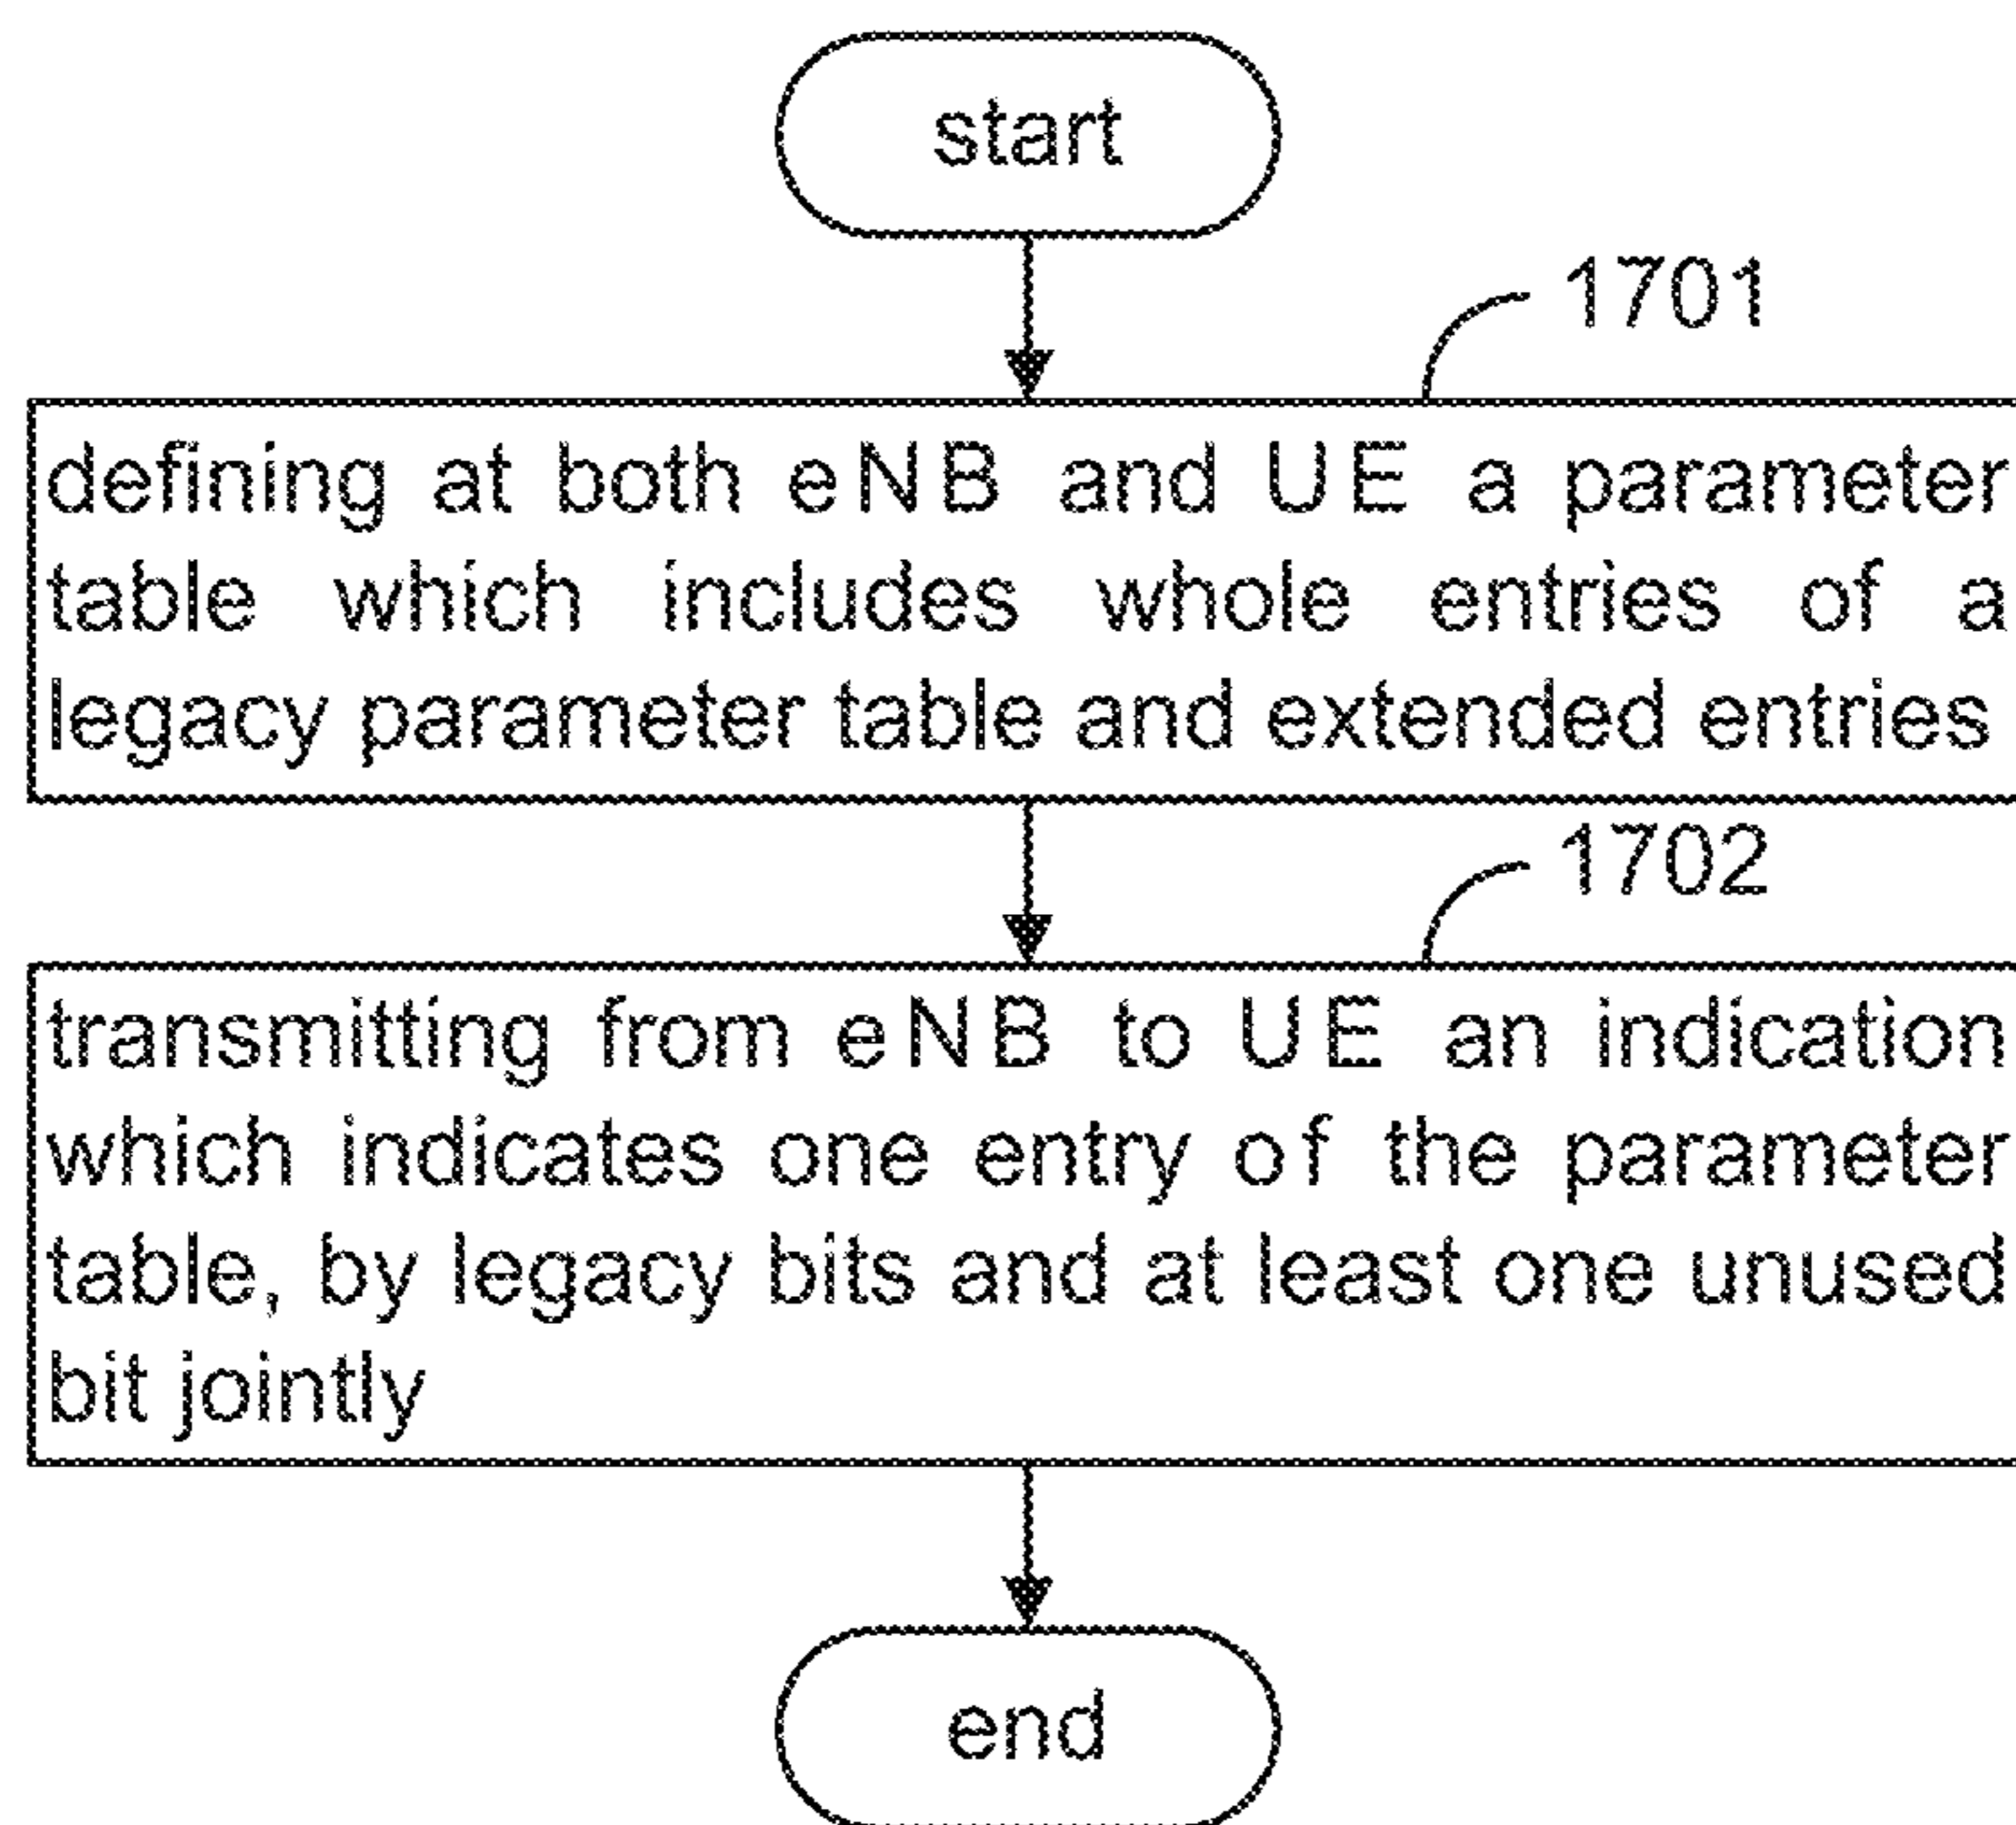 start
1701
defining at both eNB and UE a parameter
table which includes whole entries of a
legacy parameter table and extended entries
1702
transmitting from eNB to UE an indication
which indicates one entry of the parameter
table, by legacy bits and at least one unused
bit jointly
end